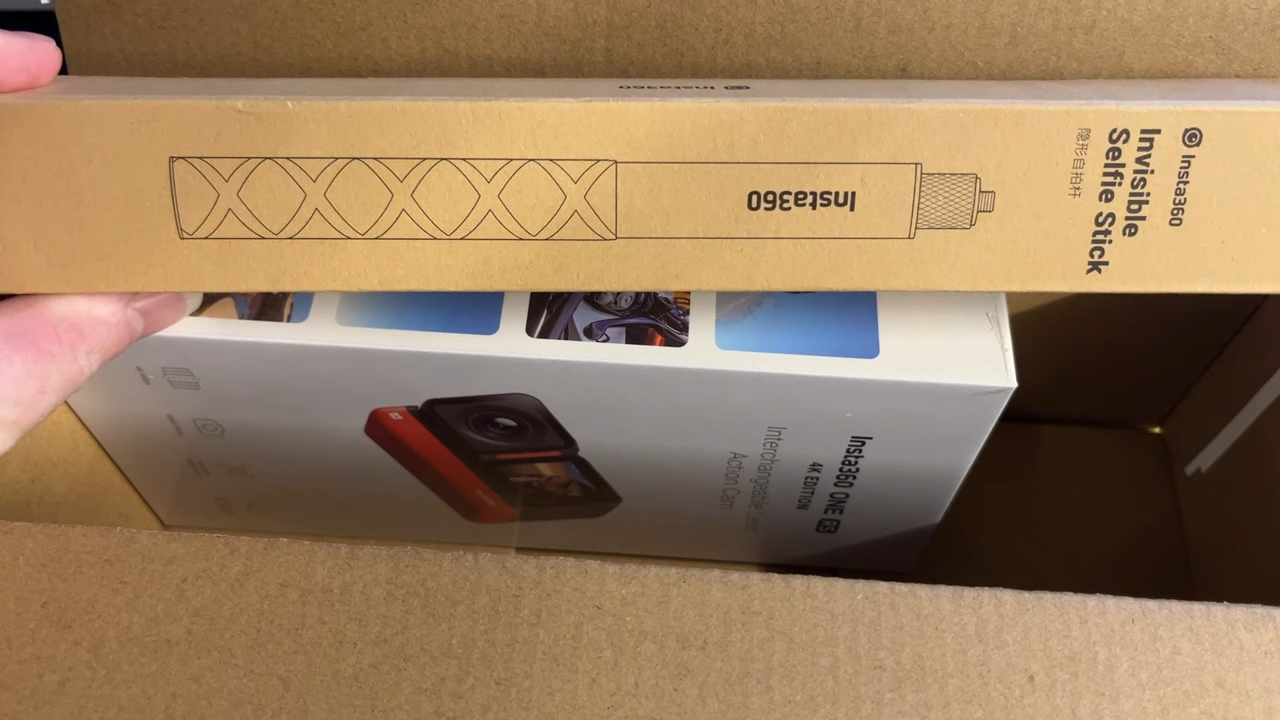 Insta360
Insta360
Invisible
Selfie Stick
隐形自拍杆
Insta360
Insta360 ONE RS
4K EDITION
Interchangeable Lens
Action Cam